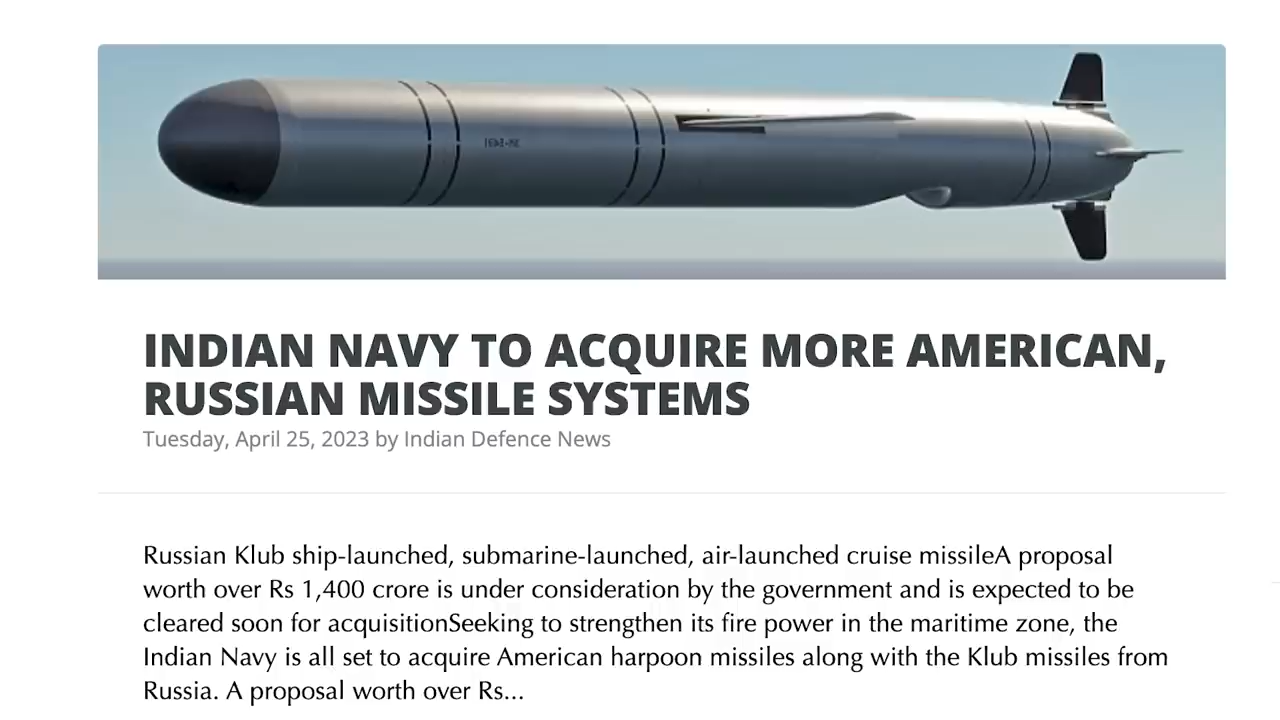 INDIAN NAVY TO ACQUIRE MORE AMERICAN,
RUSSIAN MISSILE SYSTEMS
Tuesday, April 25, 2023 by Indian Defence News
Russian Klub ship-launched, submarine-launched, air-launched cruise missileA proposal
worth over Rs 1,400 crore is under consideration by the government and is expected to be
cleared soon for acquisitionSeeking to strengthen its fire power in the maritime zone, the
Indian Navy is all set to acquire American harpoon missiles along with the Klub missiles from
Russia. A proposal worth over Rs...